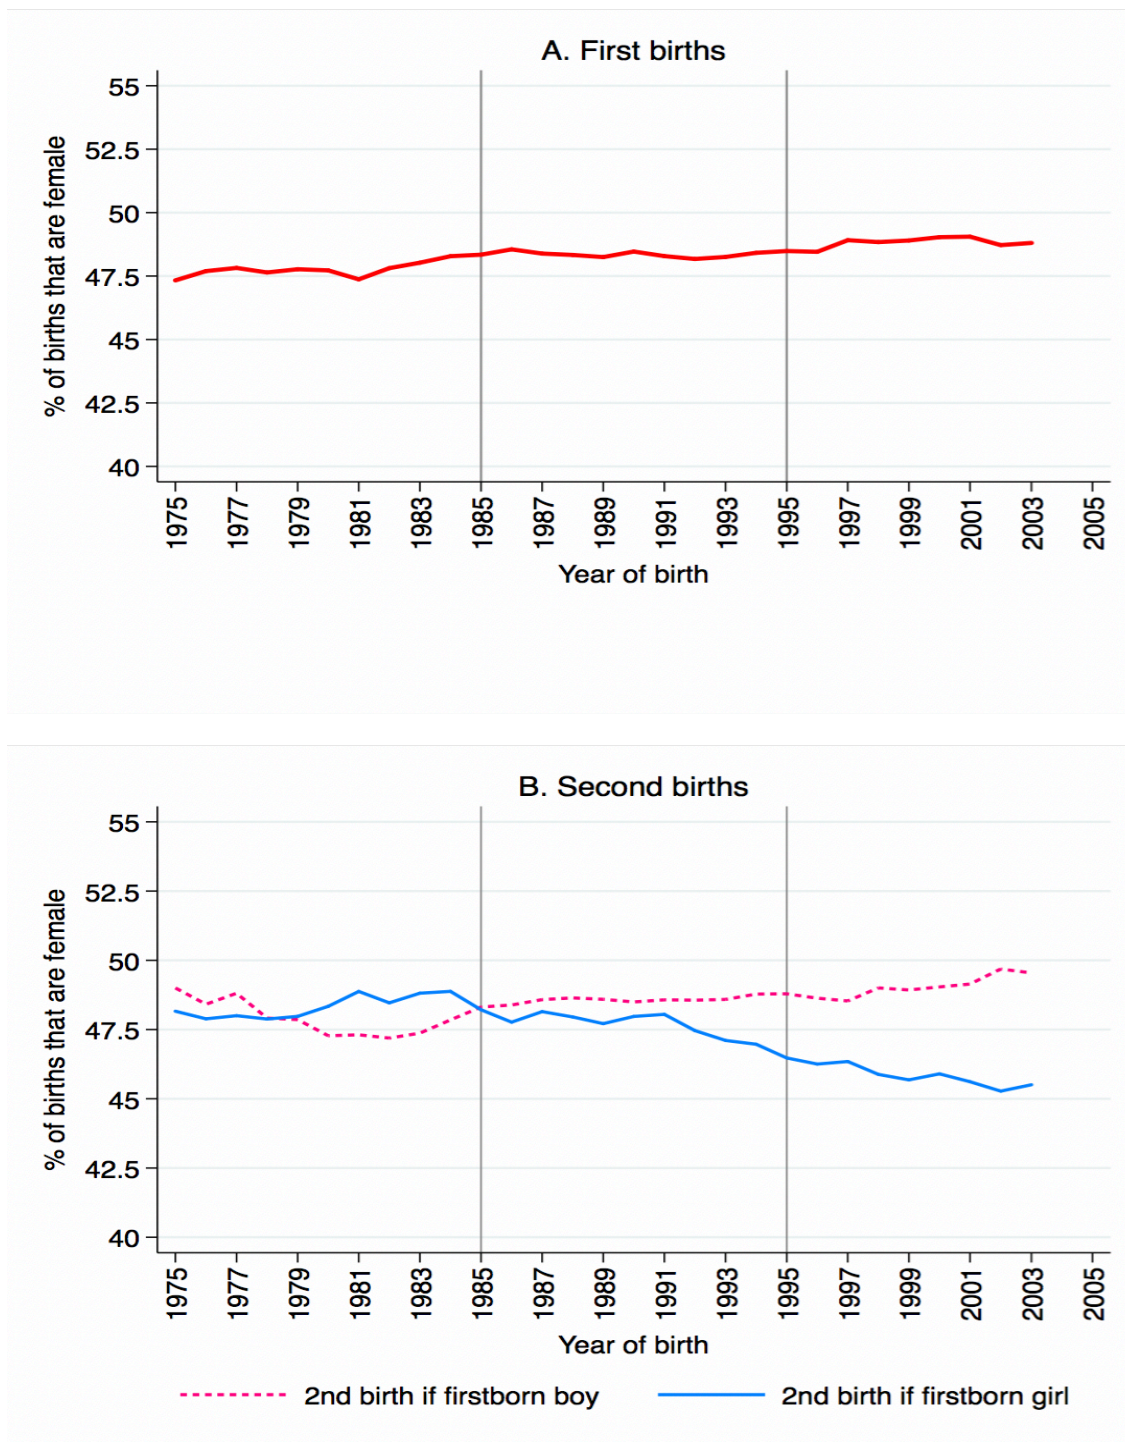 A. First births
% of births that are female
55
52.5
50
47.5
45
42.5
40
1975 1977 1979 1981 1983 1985 1987 1989 1991 1993 1995 1997 1999 2001 2003 2005
Year of birth
B. Second births
% of births that are female
55
52.5
50
47.5
45
42.5
40
1975 1977 1979 1981 1983 1985 1987 1989 1991 1993 1995 1997 1999 2001 2003 2005
Year of birth
2nd birth if firstborn boy 2nd birth if firstborn girl